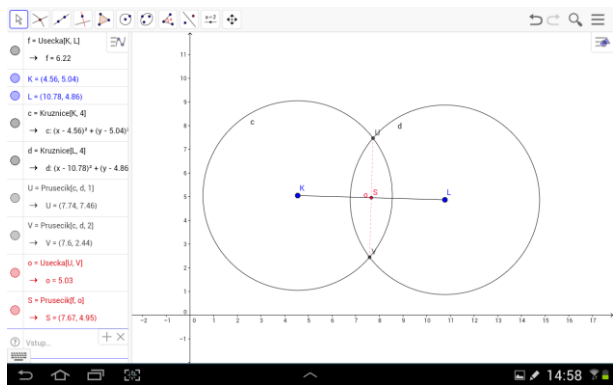 f = Usecka[K, L]
→ f = 6.22
K = (4.56, 5.04)
L = (10.78, 4.86)
c = Kruznice[K, 4]
→ c: (x - 4.56)² + (y - 5.04)²
d = Kruznice[L, 4]
→ d: (x - 10.78)² + (y - 4.86
U = Prusecik[c, d, 1]
→ U = (7.74, 7.46)
V = Prusecik[c, d, 2]
→ V = (7.6, 2.44)
o = Usecka[U, V]
→ o = 5.03
S = Prusecik[f, o]
→ S = (7.67, 4.95)
Vstup...
11
10
9
8
7
6
5
4
3
2
1
0
-1
-2 -1 0 1 2 3 4 5 6 7 8 9 10 11 12 13 14 15 16 17
c
d
U
K
o S
L
V
14:58